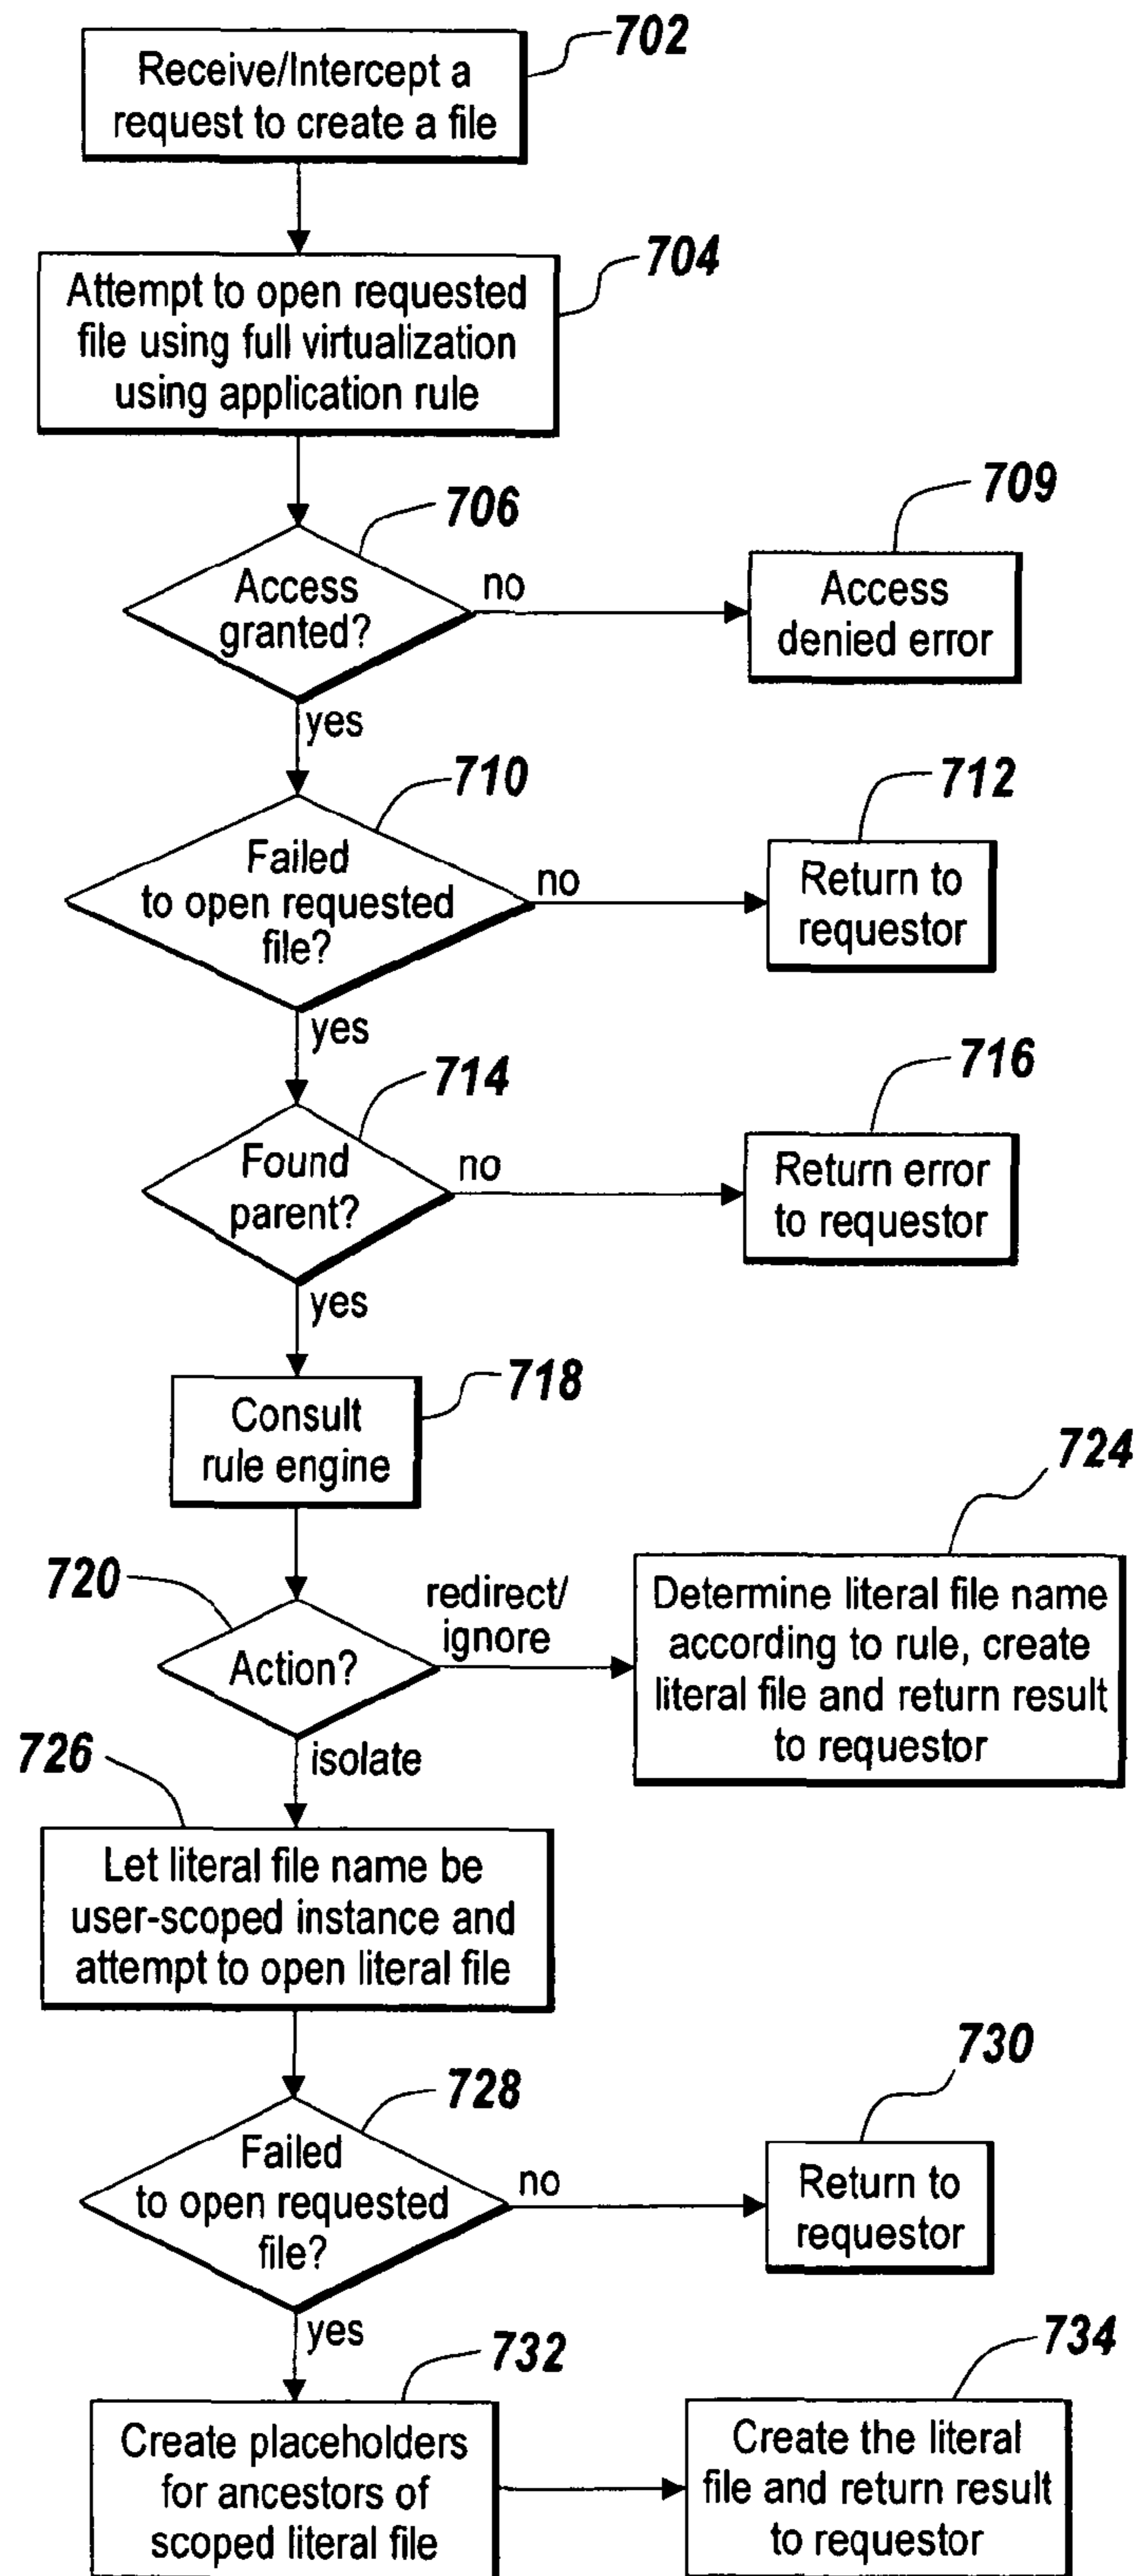 702
Receive/Intercept a
request to create a file
704
Attempt to open requested
file using full virtualization
using application rule
706
Access
granted?
no
709
Access
denied error
yes
710
Failed
to open requested
file?
no
712
Return to
requestor
yes
714
Found
parent?
no
716
Return error
to requestor
yes
718
Consult
rule engine
720
Action?
redirect/
ignore
724
Determine literal file name
according to rule, create
literal file and return result
to requestor
isolate
726
Let literal file name be
user-scoped instance and
attempt to open literal file
728
Failed
to open requested
file?
no
730
Return to
requestor
yes
732
Create placeholders
for ancestors of
scoped literal file
734
Create the literal
file and return result
to requestor